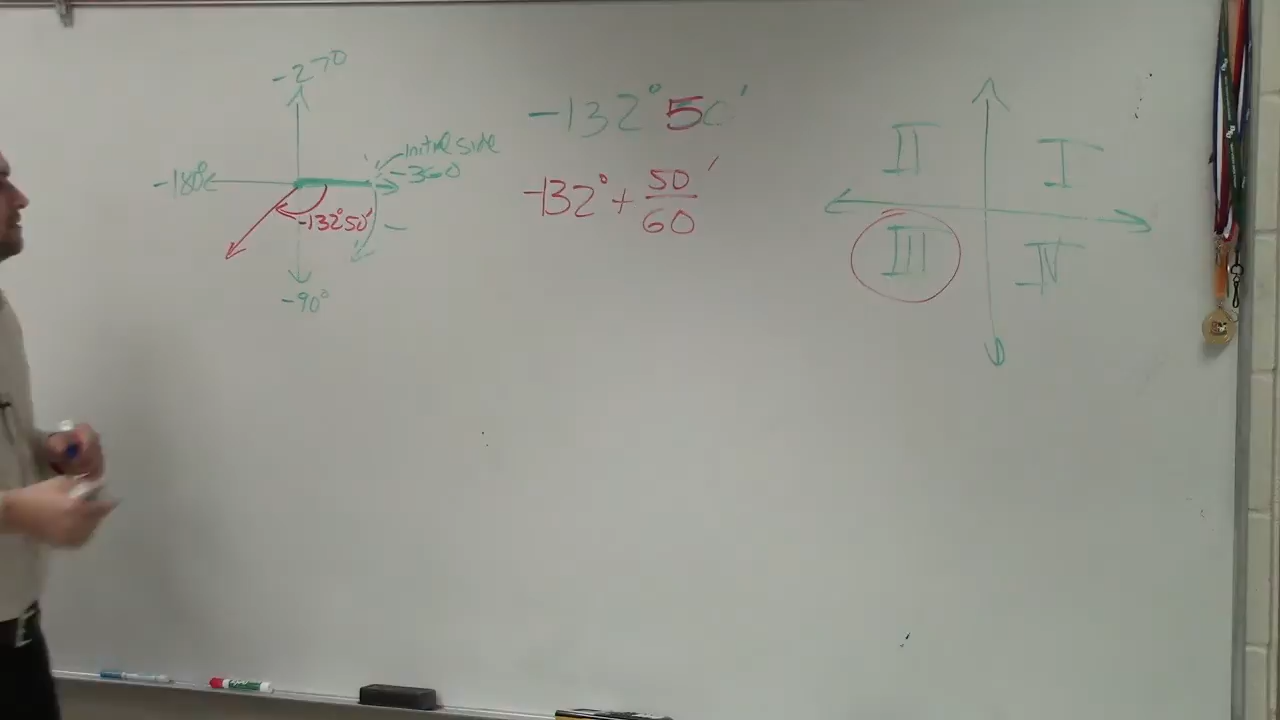 -270
Initial side
-360
-180°
-132°50'
-90°
-132°50'
-132° + 50/60 '
II
I
III
IV